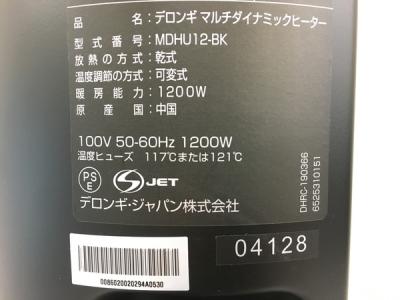 品　　名：デロンギ マルチダイナミックヒーター
型式番号：MDHU12-BK
放熱の方式：乾式
温度調節の方式：可変式
暖房能力：1200W
原 産 国：中国
100V 50-60Hz 1200W
温度ヒューズ　117℃または121℃
PS
E
S JET
デロンギ・ジャパン株式会社
DHRC-190366
6525310151
04128
0086020020294A0530